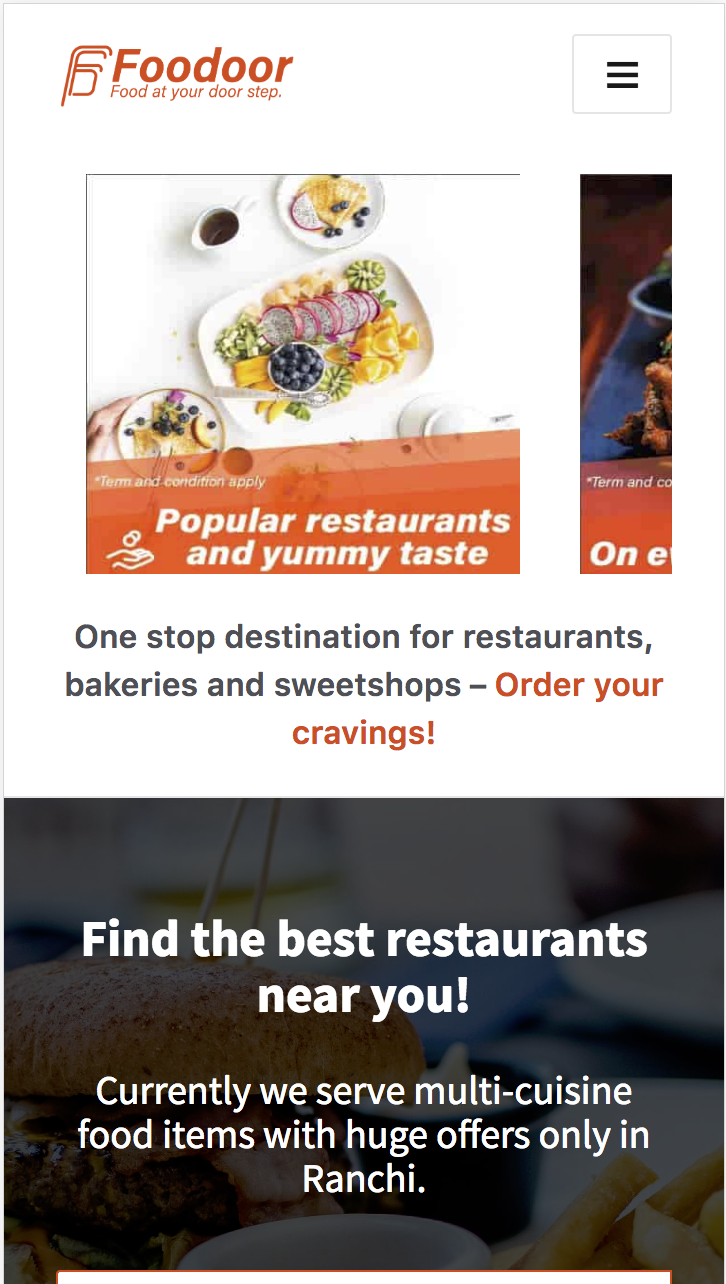 Foodoor
Food at your door step.
*Term and condition apply
Popular restaurants
and yummy taste
*Term and co
On e
One stop destination for restaurants,
bakeries and sweetshops – Order your
cravings!
Find the best restaurants
near you!
Currently we serve multi-cuisine
food items with huge offers only in
Ranchi.